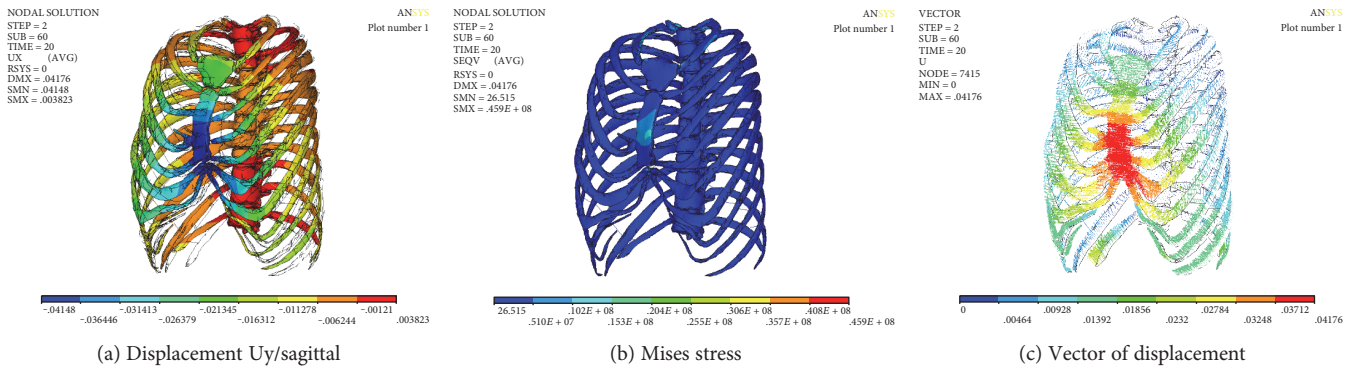 NODAL SOLUTION
STEP = 2
SUB = 60
TIME = 20
UX (AVG)
RSYS = 0
DMX = .04176
SMN = .04148
SMX = .003823
ANSYS
Plot number 1
−.04148
−.036446
−.031413
−.026379
−.021345
−.016312
−.011278
−.006244
−.00121
.003823
(a) Displacement Uy/sagittal
NODAL SOLUTION
STEP = 2
SUB = 60
TIME = 20
SEQV (AVG)
RSYS = 0
DMX = .04176
SMN = 26.515
SMX = .459E + 08
ANSYS
Plot number 1
26.515
.510E + 07
.102E + 08
.153E + 08
.204E + 08
.255E + 08
.306E + 08
.357E + 08
.408E + 08
.459E + 08
(b) Mises stress
VECTOR
STEP = 2
SUB = 60
TIME = 20
U
NODE = 7415
MIN = 0
MAX = .04176
ANSYS
Plot number 1
0
.00464
.00928
.01392
.01856
.0232
.02784
.03248
.03712
.04176
(c) Vector of displacement